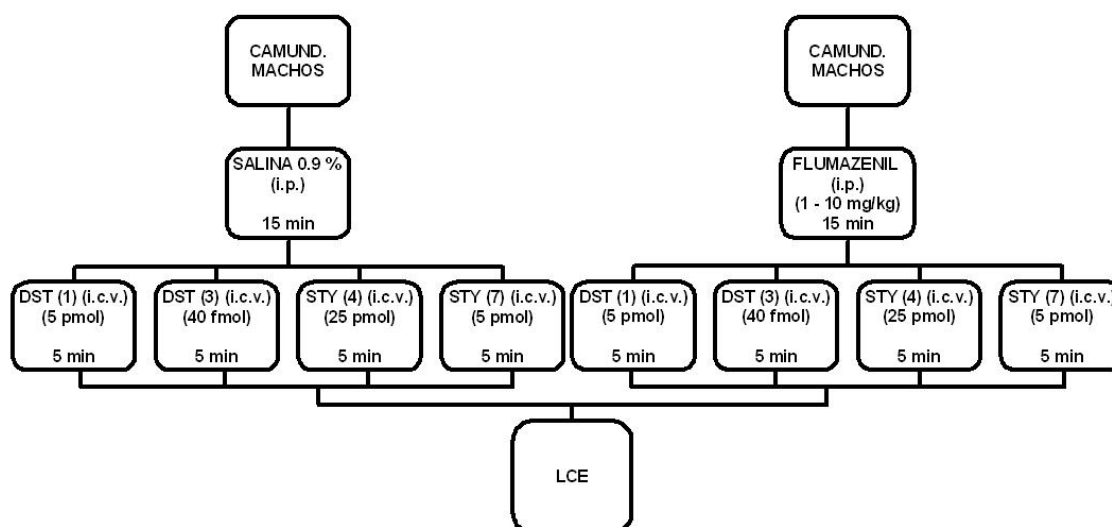 CAMUND.
MACHOS
CAMUND.
MACHOS
SALINA 0.9 %
(i.p.)
15 min
FLUMAZENIL
(i.p.)
(1 - 10 mg/kg)
15 min
DST (1) (i.c.v.)
(5 pmol)
5 min
DST (3) (i.c.v.)
(40 fmol)
5 min
STY (4) (i.c.v.)
(25 pmol)
5 min
STY (7) (i.c.v.)
(5 pmol)
5 min
DST (1) (i.c.v.)
(5 pmol)
5 min
DST (3) (i.c.v.)
(40 fmol)
5 min
STY (4) (i.c.v.)
(25 pmol)
5 min
STY (7) (i.c.v.)
(5 pmol)
5 min
LCE